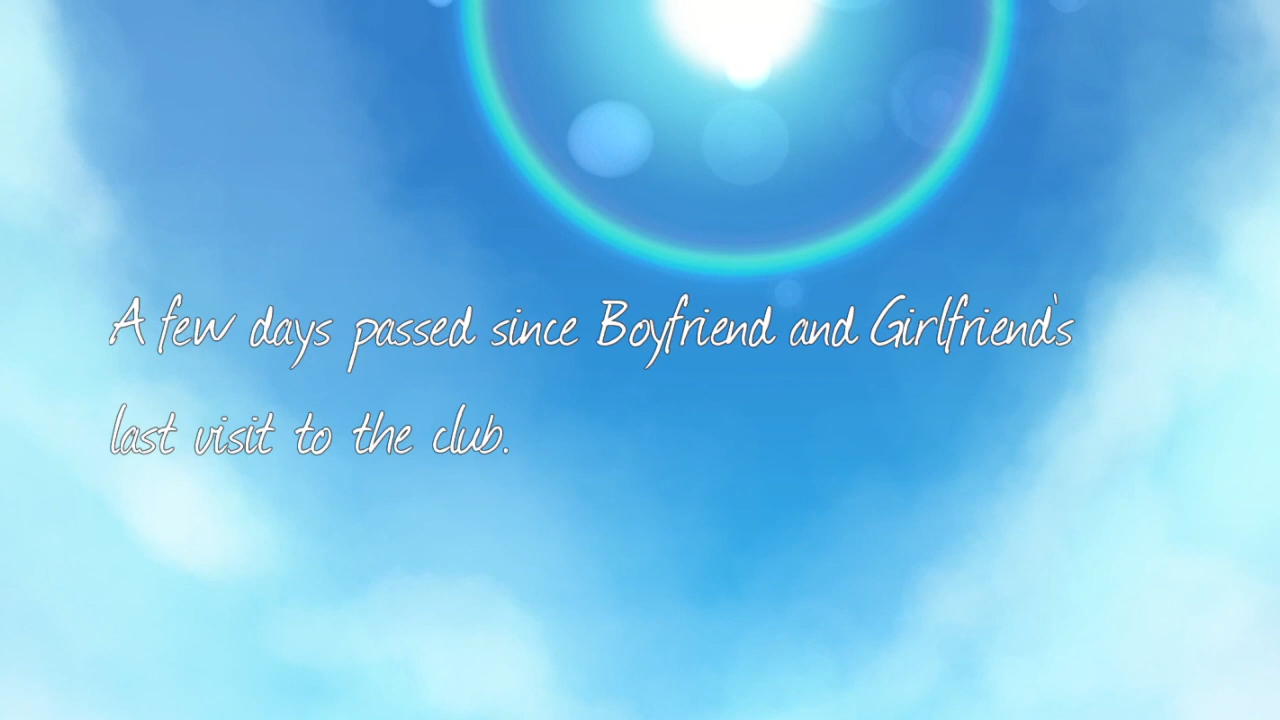 A few days passed since Boyfriend and Girlfriend's
last visit to the club.